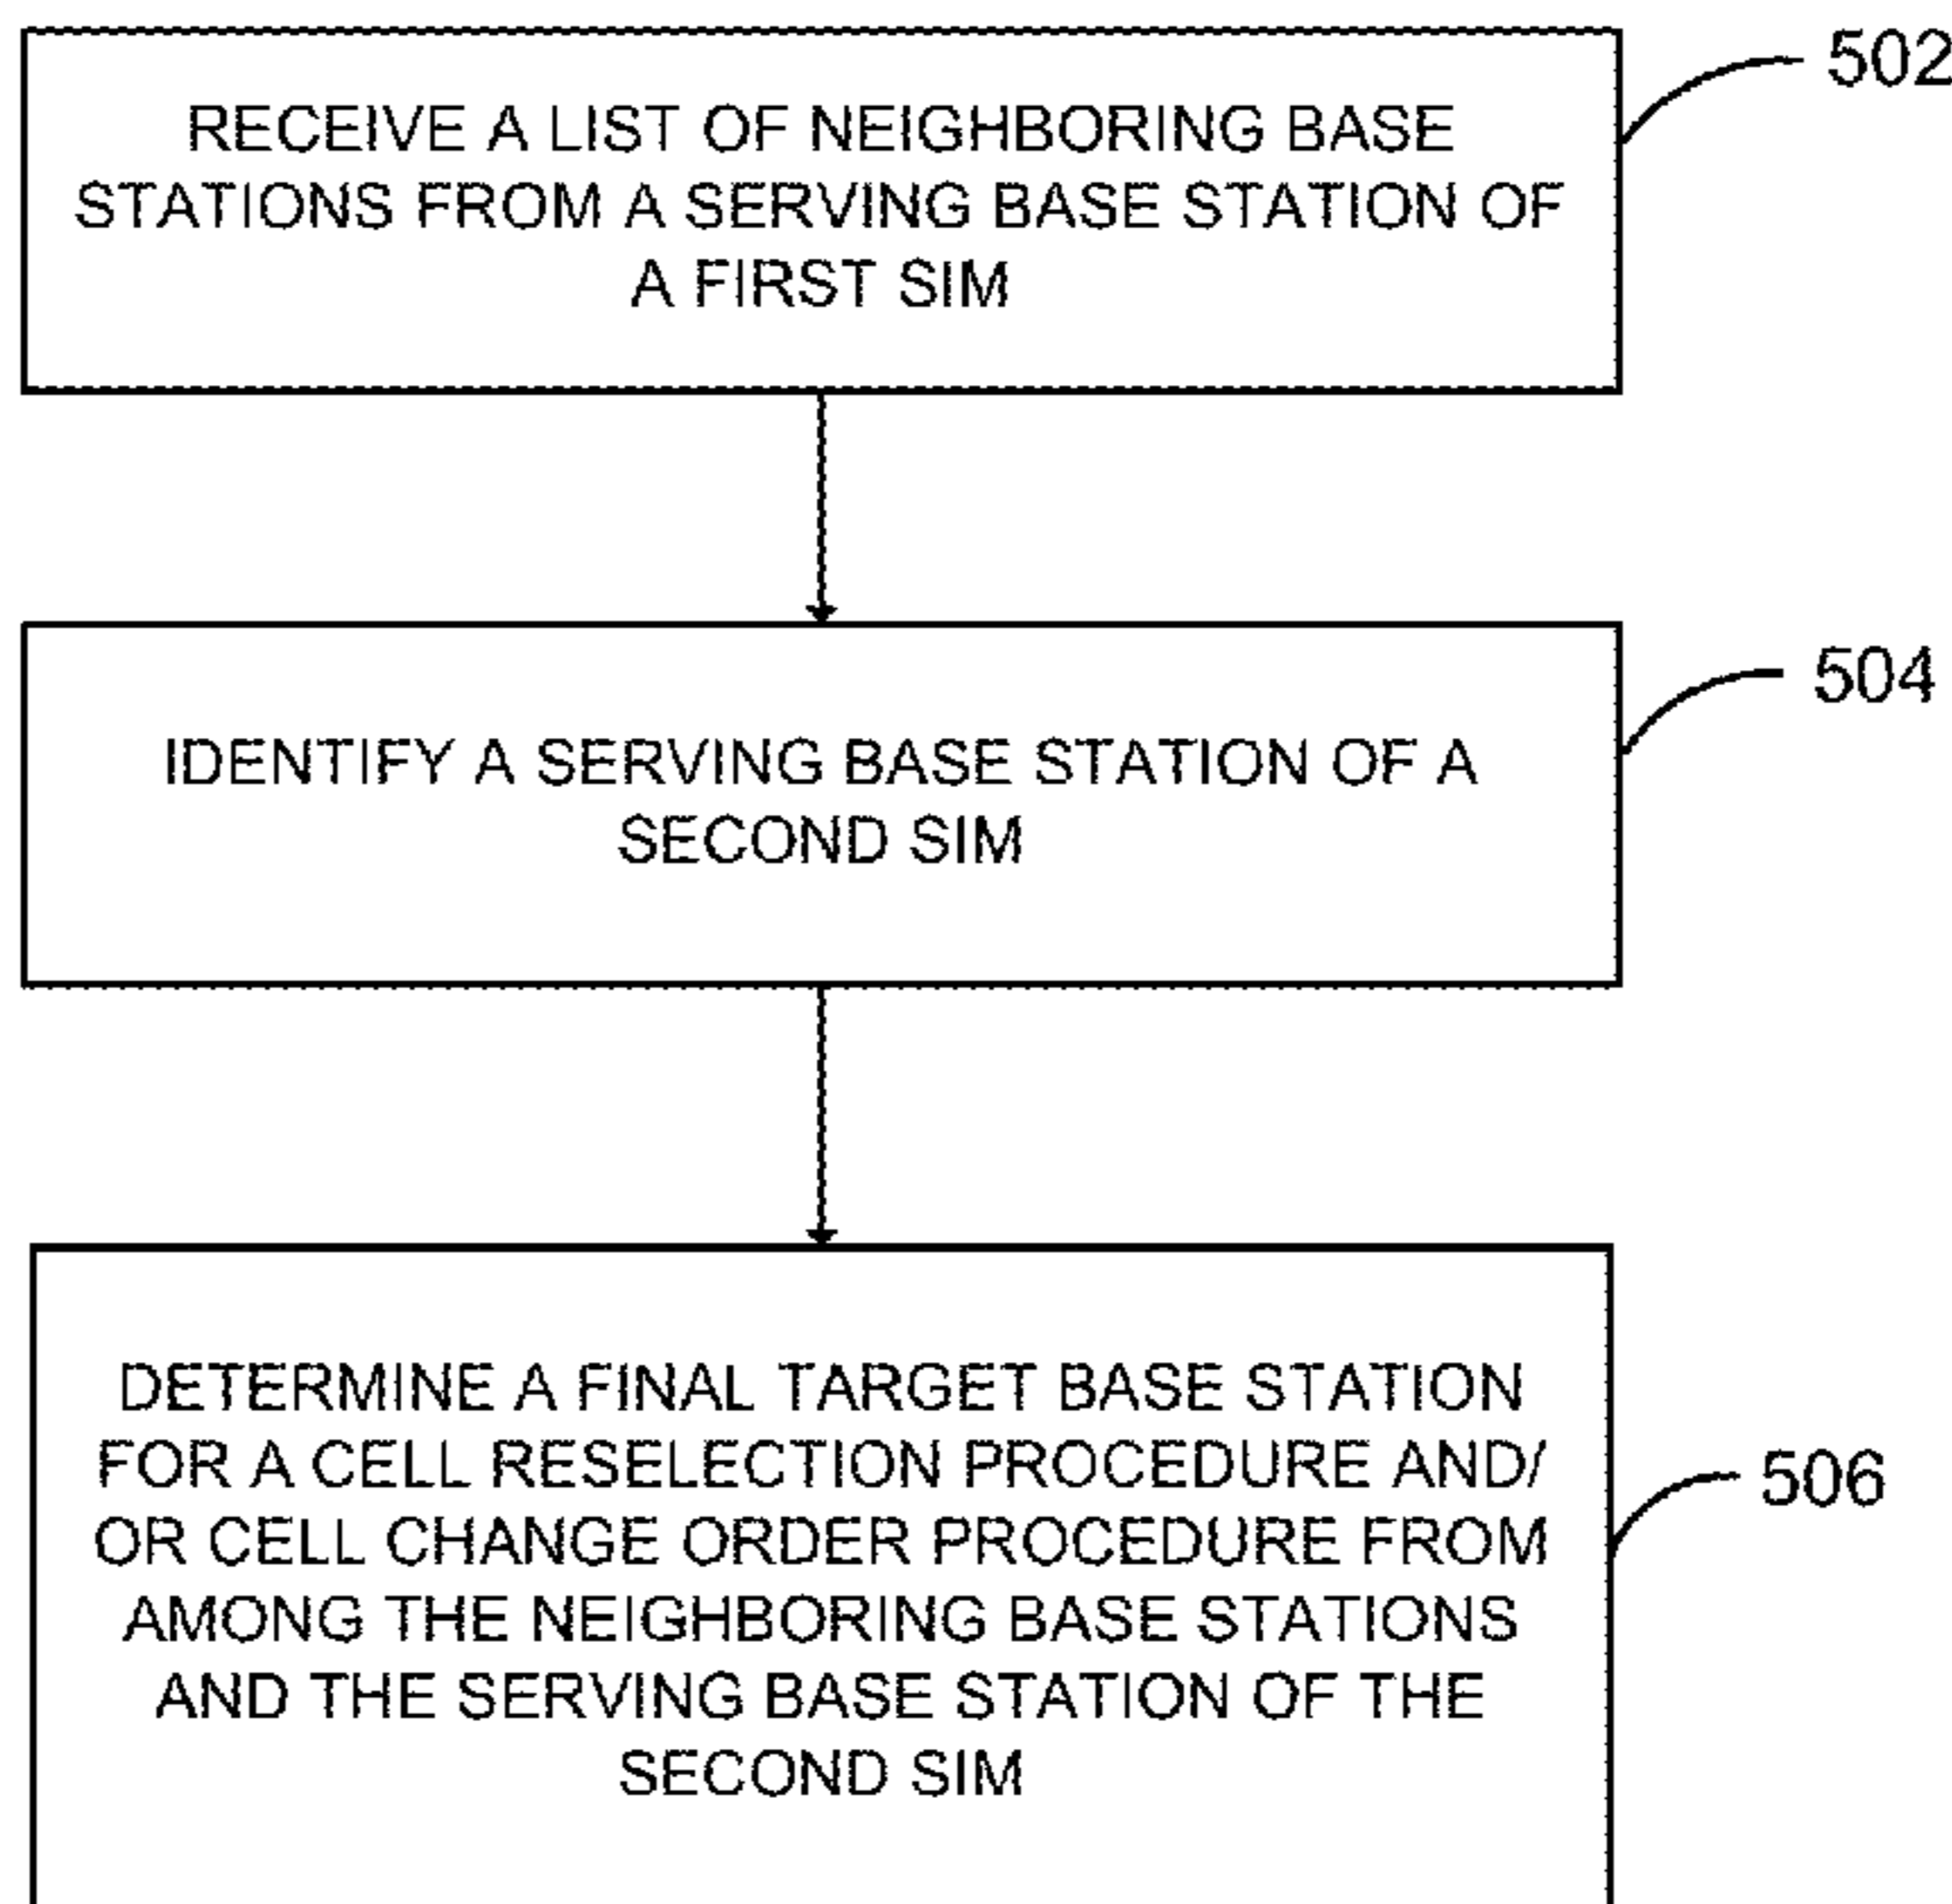 RECEIVE A LIST OF NEIGHBORING BASE
STATIONS FROM A SERVING BASE STATION OF
A FIRST SIM
502
IDENTIFY A SERVING BASE STATION OF A
SECOND SIM
504
DETERMINE A FINAL TARGET BASE STATION
FOR A CELL RESELECTION PROCEDURE AND/
OR CELL CHANGE ORDER PROCEDURE FROM
AMONG THE NEIGHBORING BASE STATIONS
AND THE SERVING BASE STATION OF THE
SECOND SIM
506